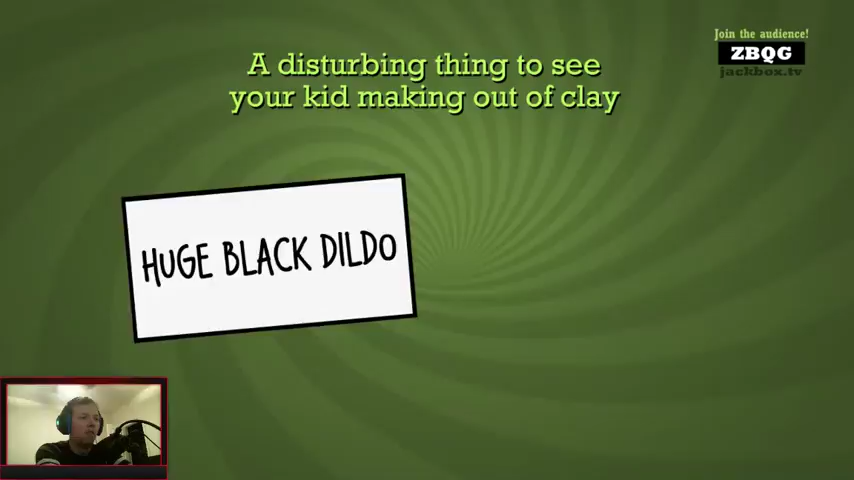 Join the audience!
ZBQG
jackbox.tv
A disturbing thing to see
your kid making out of clay
HUGE BLACK DILDO